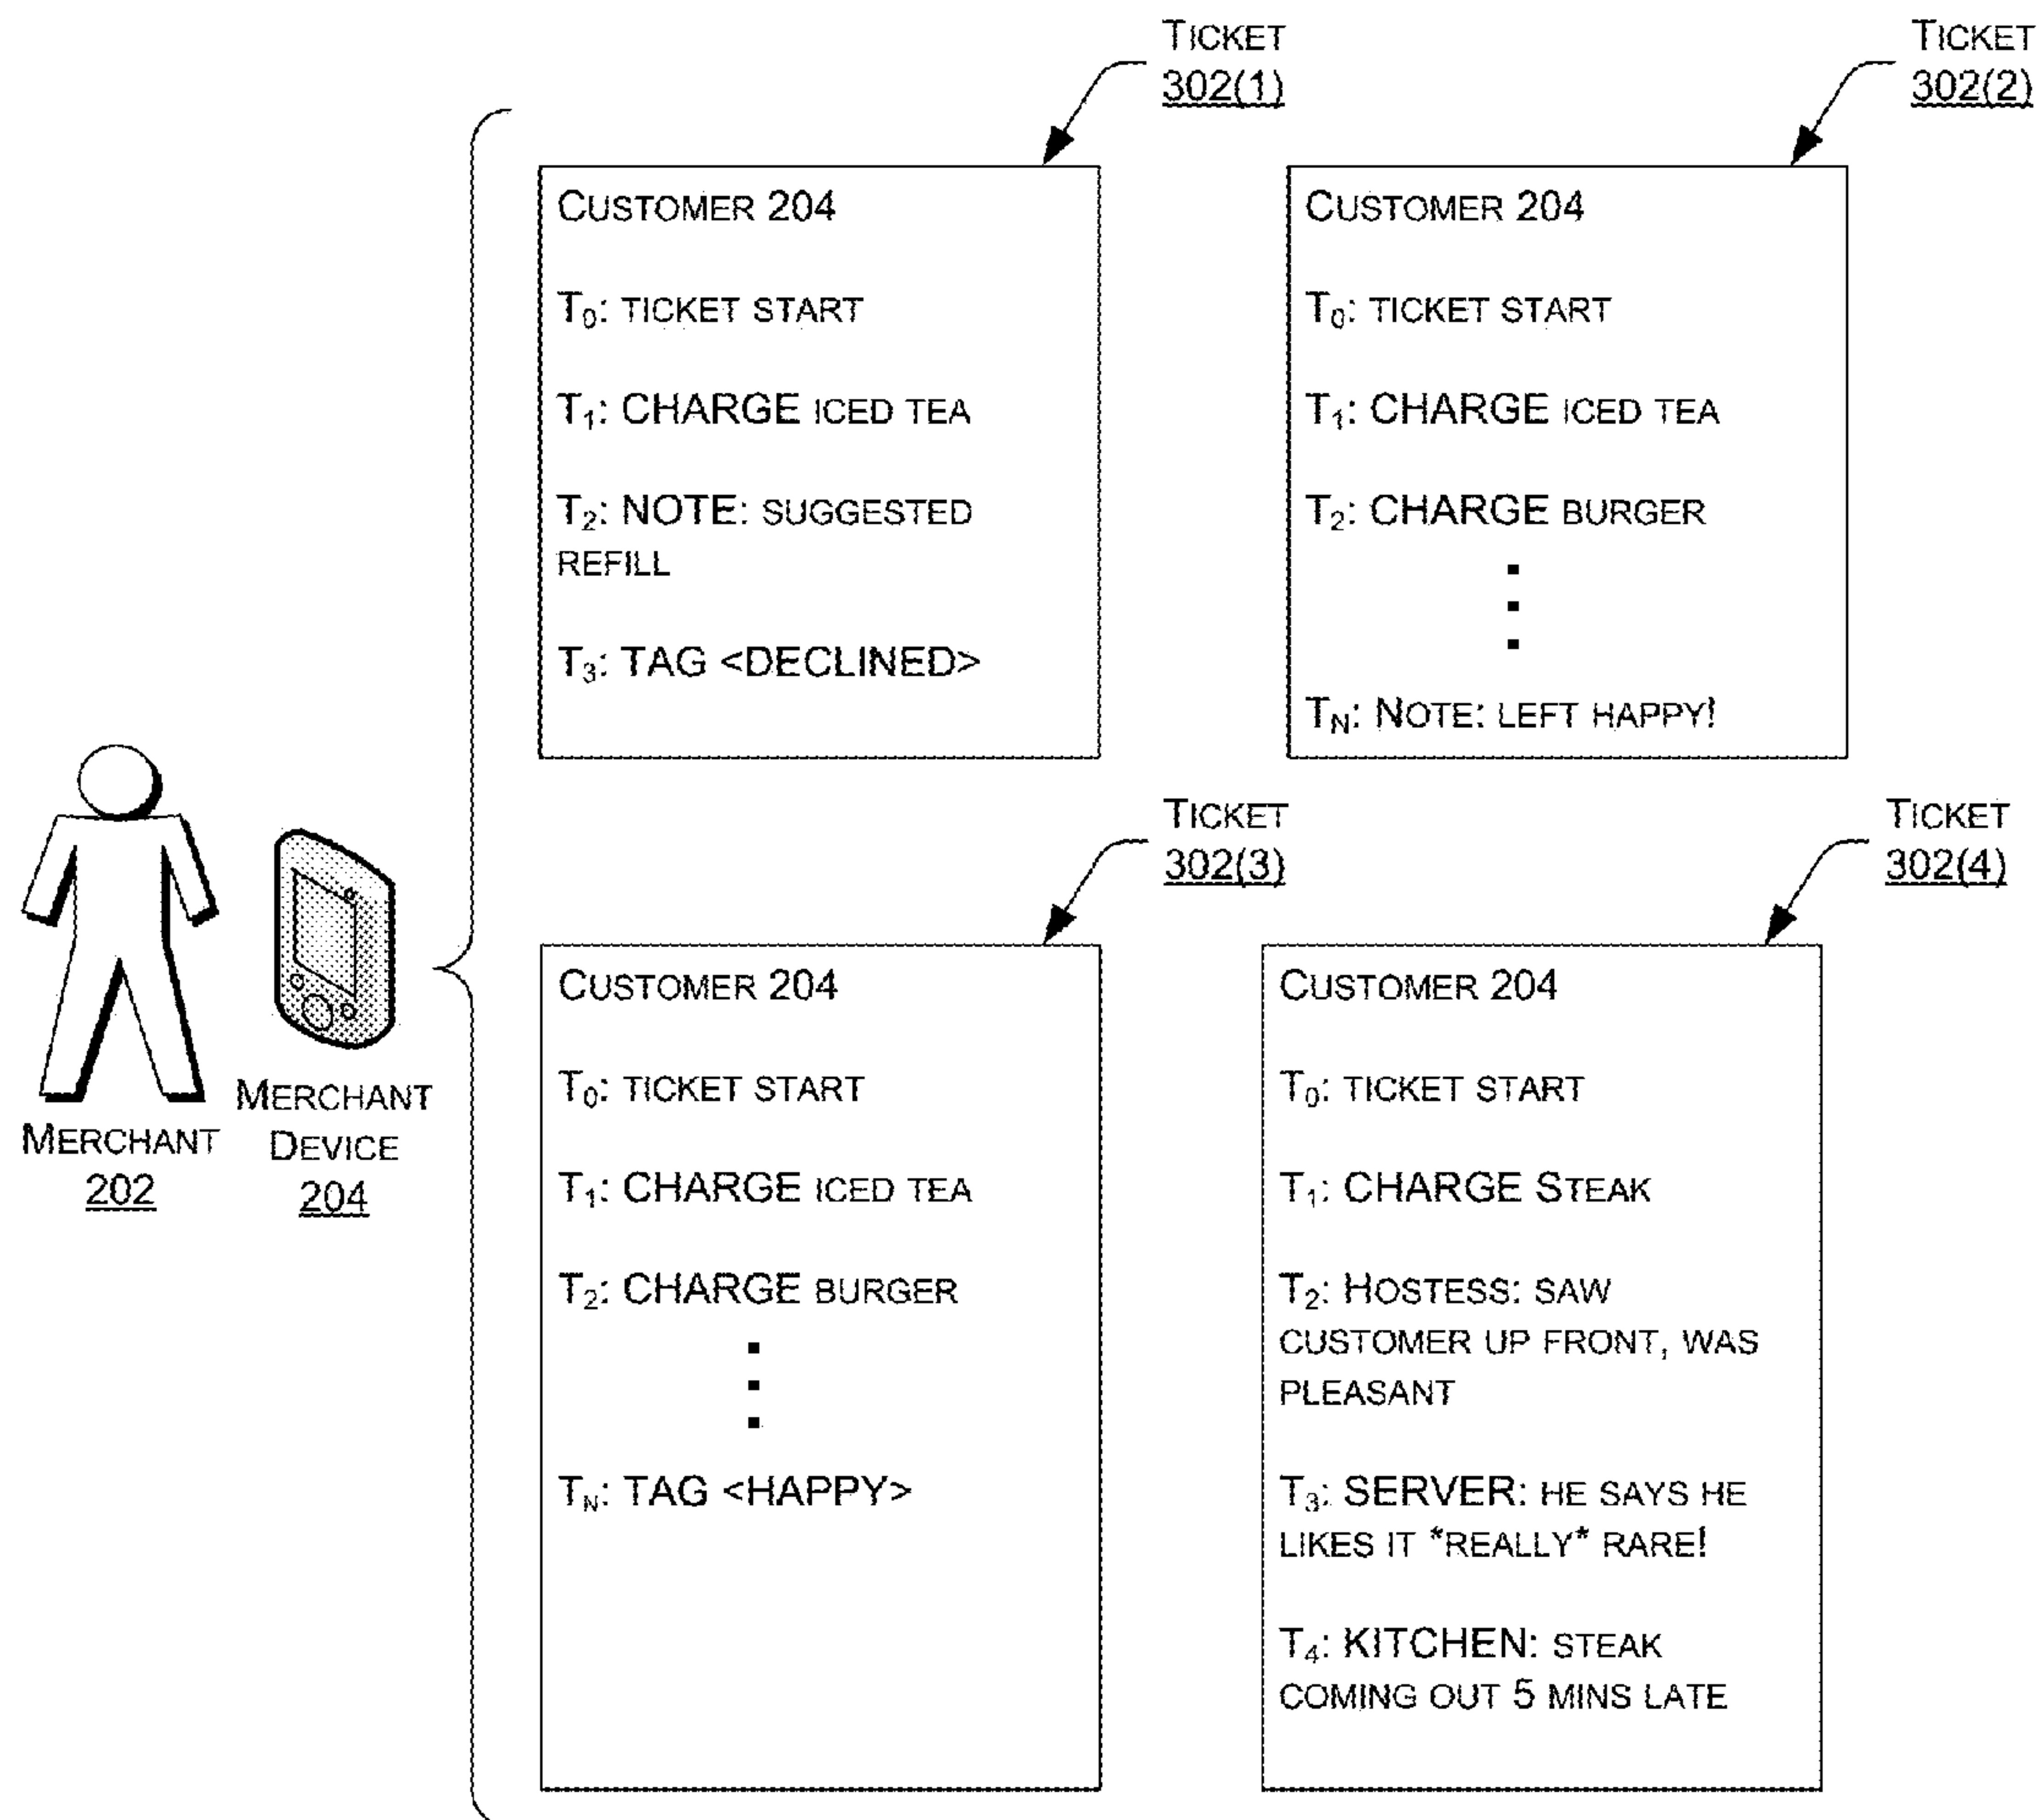 TICKET
302(1)
CUSTOMER 204
T0: TICKET START
T1: CHARGE ICED TEA
T2: NOTE: SUGGESTED
REFILL
T3: TAG <DECLINED>
TICKET
302(2)
CUSTOMER 204
T0: TICKET START
T1: CHARGE ICED TEA
T2: CHARGE BURGER
TN: NOTE: LEFT HAPPY!
MERCHANT
202
MERCHANT
DEVICE
204
TICKET
302(3)
CUSTOMER 204
T0: TICKET START
T1: CHARGE ICED TEA
T2: CHARGE BURGER
TN: TAG <HAPPY>
TICKET
302(4)
CUSTOMER 204
T0: TICKET START
T1: CHARGE STEAK
T2: HOSTESS: SAW
CUSTOMER UP FRONT, WAS
PLEASANT
T3: SERVER: HE SAYS HE
LIKES IT *REALLY* RARE!
T4: KITCHEN: STEAK
COMING OUT 5 MINS LATE